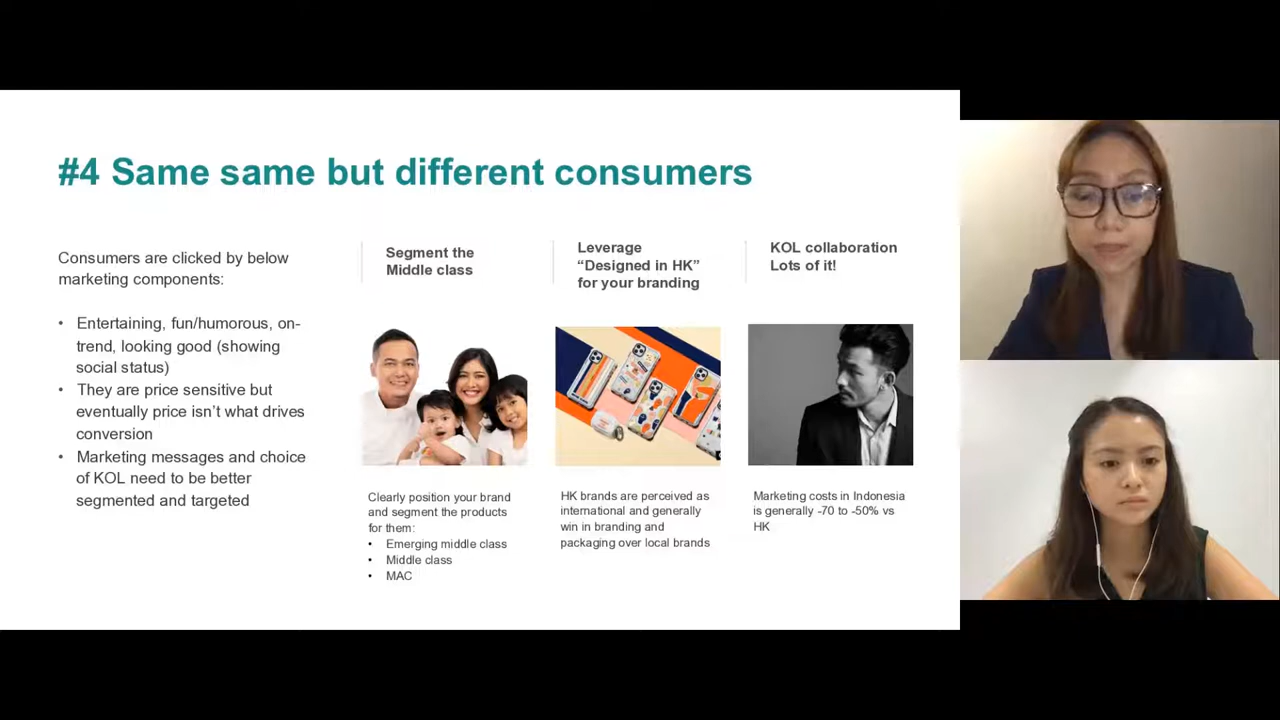 #4 Same same but different consumers
Consumers are clicked by below
marketing components:
• Entertaining, fun/humorous, on-
trend, looking good (showing
social status)
• They are price sensitive but
eventually price isn’t what drives
conversion
• Marketing messages and choice
of KOL need to be better
segmented and targeted
Segment the
Middle class
Clearly position your brand
and segment the products
for them:
• Emerging middle class
• Middle class
• MAC
Leverage
“Designed in HK”
for your branding
HK brands are perceived as
international and generally
win in branding and
packaging over local brands
KOL collaboration
Lots of it!
Marketing costs in Indonesia
is generally -70 to -50% vs
HK